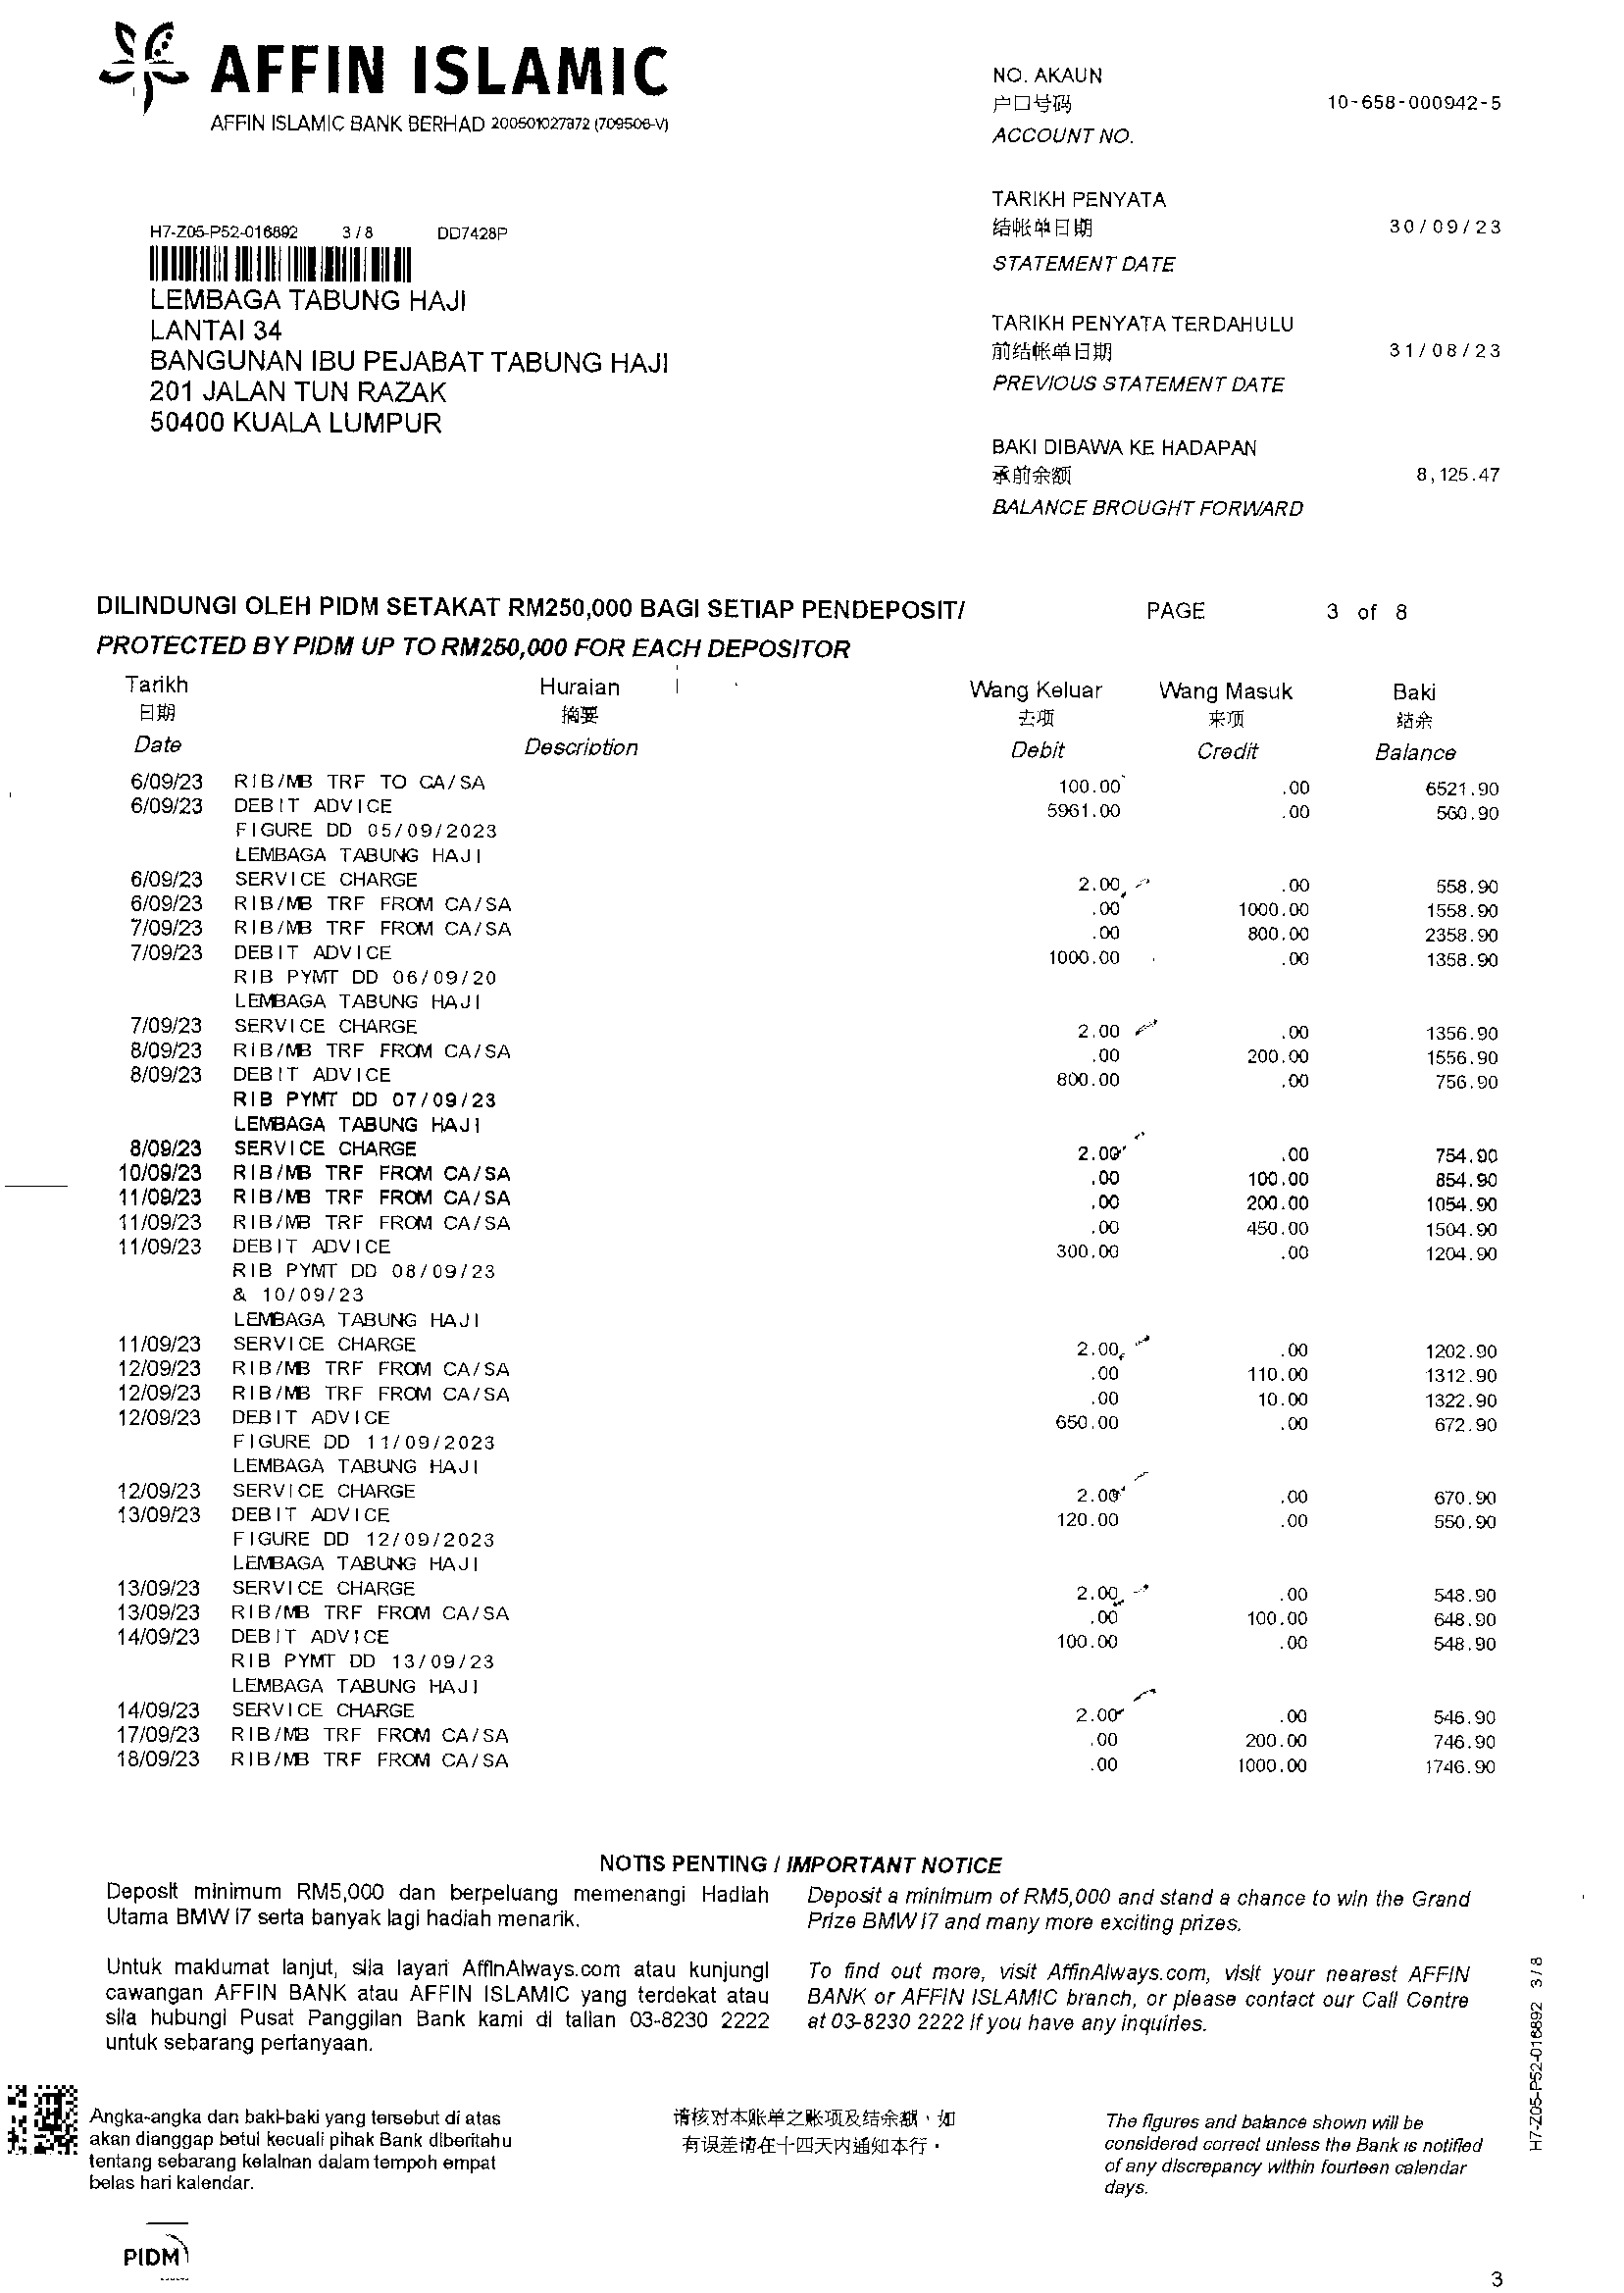 AFFIN ISLAMIC
AFFIN ISLAMIC BANK BERHAD 200501027372 (709506-V)
NO. AKAUN
户口号码 10-658-000942-5
ACCOUNT NO.
TARIKH PENYATA
结帐单日期 30/09/23
STATEMENT DATE
H7-Z05-P52-016892 3/8 DD7428P
LEMBAGA TABUNG HAJI
LANTAI 34
BANGUNAN IBU PEJABAT TABUNG HAJI
201 JALAN TUN RAZAK
50400 KUALA LUMPUR
TARIKH PENYATA TERDAHULU
前结帐单日期 31/08/23
PREVIOUS STATEMENT DATE
BAKI DIBAWA KE HADAPAN
承前余额 8,125.47
BALANCE BROUGHT FORWARD
DILINDUNGI OLEH PIDM SETAKAT RM250,000 BAGI SETIAP PENDEPOSIT/ PAGE 3 of 8
PROTECTED BY PIDM UP TO RM250,000 FOR EACH DEPOSITOR
Tarikh Huraian Wang Keluar Wang Masuk Baki
日期 摘要 去项 来项 结余
Date Description Debit Credit Balance
6/09/23 RIB/MB TRF TO CA/SA 100.00 .00 6521.90
6/09/23 DEBIT ADVICE 5961.00 .00 560.90
FIGURE DD 05/09/2023
LEMBAGA TABUNG HAJI
6/09/23 SERVICE CHARGE 2.00 .00 558.90
6/09/23 RIB/MB TRF FROM CA/SA .00 1000.00 1558.90
7/09/23 RIB/MB TRF FROM CA/SA .00 800.00 2358.90
7/09/23 DEBIT ADVICE 1000.00 .00 1358.90
RIB PYMT DD 06/09/20
LEMBAGA TABUNG HAJI
7/09/23 SERVICE CHARGE 2.00 .00 1356.90
8/09/23 RIB/MB TRF FROM CA/SA .00 200.00 1556.90
8/09/23 DEBIT ADVICE 800.00 .00 756.90
RIB PYMT DD 07/09/23
LEMBAGA TABUNG HAJI
8/09/23 SERVICE CHARGE 2.00 .00 754.90
10/09/23 RIB/MB TRF FROM CA/SA .00 100.00 854.90
11/09/23 RIB/MB TRF FROM CA/SA .00 200.00 1054.90
11/09/23 RIB/MB TRF FROM CA/SA .00 450.00 1504.90
11/09/23 DEBIT ADVICE 300.00 .00 1204.90
RIB PYMT DD 08/09/23
& 10/09/23
LEMBAGA TABUNG HAJI
11/09/23 SERVICE CHARGE 2.00 .00 1202.90
12/09/23 RIB/MB TRF FROM CA/SA .00 110.00 1312.90
12/09/23 RIB/MB TRF FROM CA/SA .00 10.00 1322.90
12/09/23 DEBIT ADVICE 650.00 .00 672.90
FIGURE DD 11/09/2023
LEMBAGA TABUNG HAJI
12/09/23 SERVICE CHARGE 2.00 .00 670.90
13/09/23 DEBIT ADVICE 120.00 .00 550.90
FIGURE DD 12/09/2023
LEMBAGA TABUNG HAJI
13/09/23 SERVICE CHARGE 2.00 .00 548.90
13/09/23 RIB/MB TRF FROM CA/SA .00 100.00 648.90
14/09/23 DEBIT ADVICE 100.00 .00 548.90
RIB PYMT DD 13/09/23
LEMBAGA TABUNG HAJI
14/09/23 SERVICE CHARGE 2.00 .00 546.90
17/09/23 RIB/MB TRF FROM CA/SA .00 200.00 746.90
18/09/23 RIB/MB TRF FROM CA/SA .00 1000.00 1746.90
NOTIS PENTING / IMPORTANT NOTICE
Deposit minimum RM5,000 dan berpeluang memenangi Hadiah
Utama BMW i7 serta banyak lagi hadiah menarik.
Untuk maklumat lanjut, sila layari AffinAlways.com atau kunjungi
cawangan AFFIN BANK atau AFFIN ISLAMIC yang terdekat atau
sila hubungi Pusat Panggilan Bank kami di talian 03-8230 2222
untuk sebarang pertanyaan.
Deposit a minimum of RM5,000 and stand a chance to win the Grand
Prize BMW i7 and many more exciting prizes.
To find out more, visit AffinAlways.com, visit your nearest AFFIN
BANK or AFFIN ISLAMIC branch, or please contact our Call Centre
at 03-8230 2222 if you have any inquiries.
H7-Z05-P52-016892 3/8
Angka-angka dan baki-baki yang tersebut di atas
akan dianggap betul kecuali pihak Bank diberitahu
tentang sebarang kelainan dalam tempoh empat
belas hari kalendar.
请核对本账单之账项及结余额，如
有误差请在十四天内通知本行。
The figures and balance shown will be
considered correct unless the Bank is notified
of any discrepancy within fourteen calendar
days.
PIDM
3